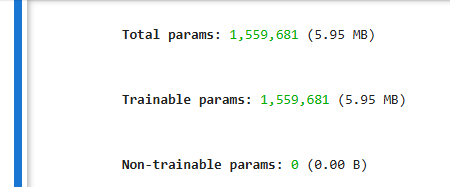 Total params: 1,559,681 (5.95 MB)
Trainable params: 1,559,681 (5.95 MB)
Non-trainable params: 0 (0.00 B)